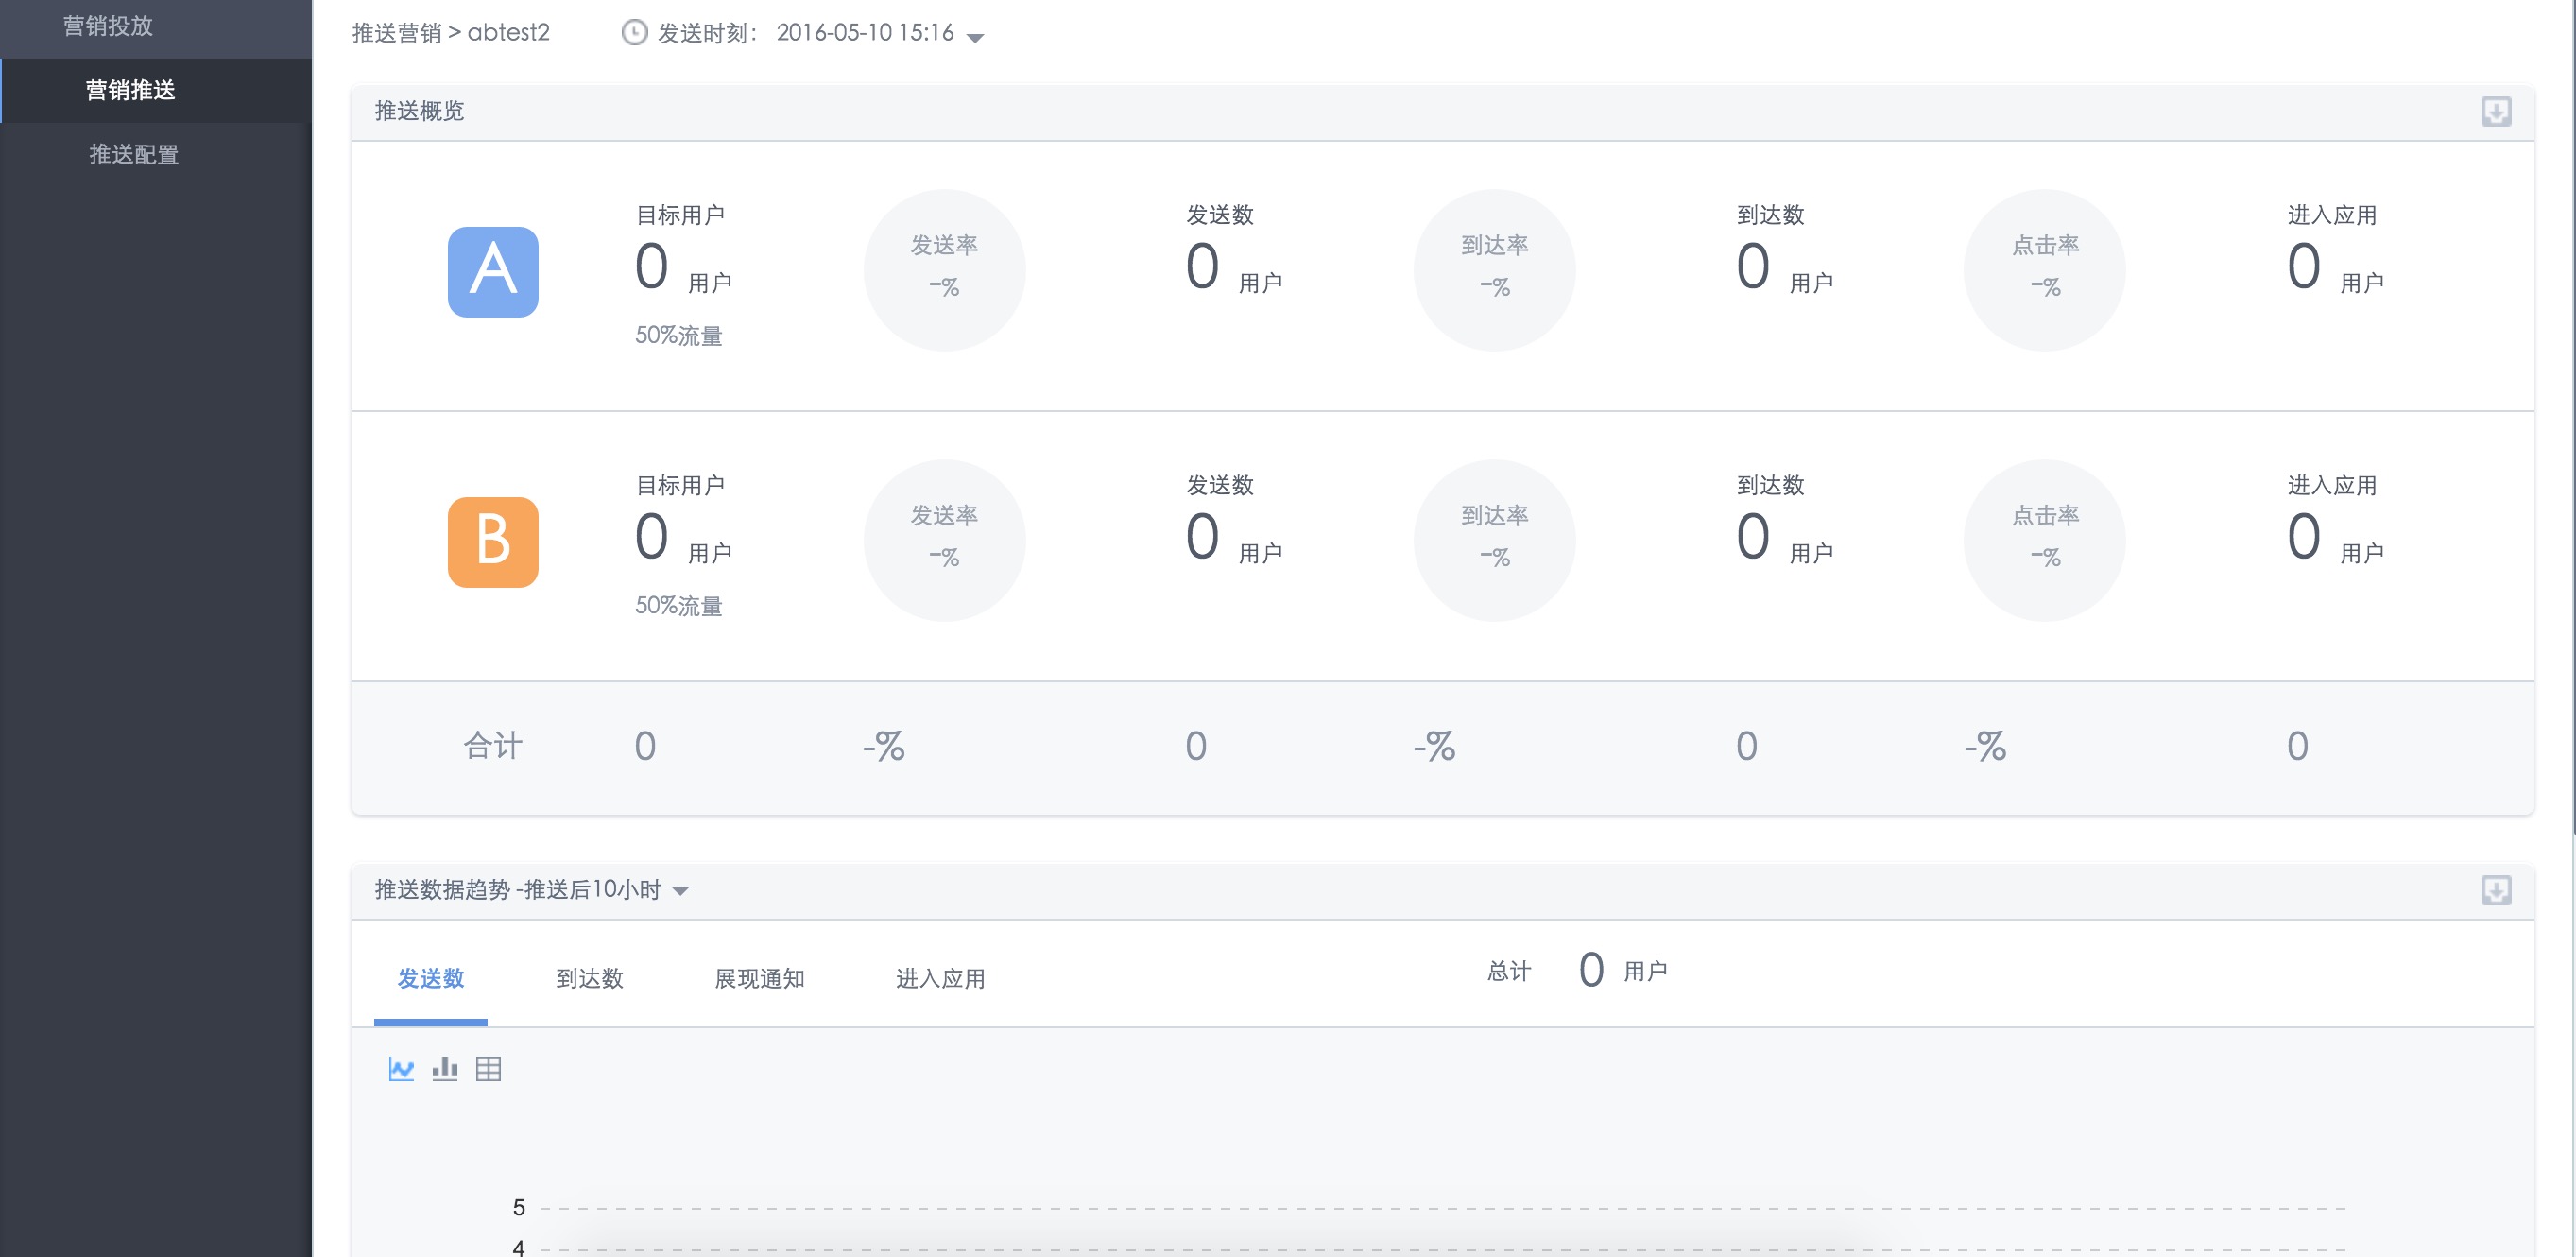 营销投放
营销推送
推送配置
推送营销 > abtest2
发送时刻： 2016-05-10 15:16
推送概览
A
目标用户
0 用户
50%流量
发送率
-%
发送数
0 用户
到达率
-%
到达数
0 用户
点击率
-%
进入应用
0 用户
B
目标用户
0 用户
50%流量
发送率
-%
发送数
0 用户
到达率
-%
到达数
0 用户
点击率
-%
进入应用
0 用户
合计 0 -% 0 -% 0 -% 0
推送数据趋势 -推送后10小时
发送数 到达数 展现通知 进入应用 总计 0 用户
5
4